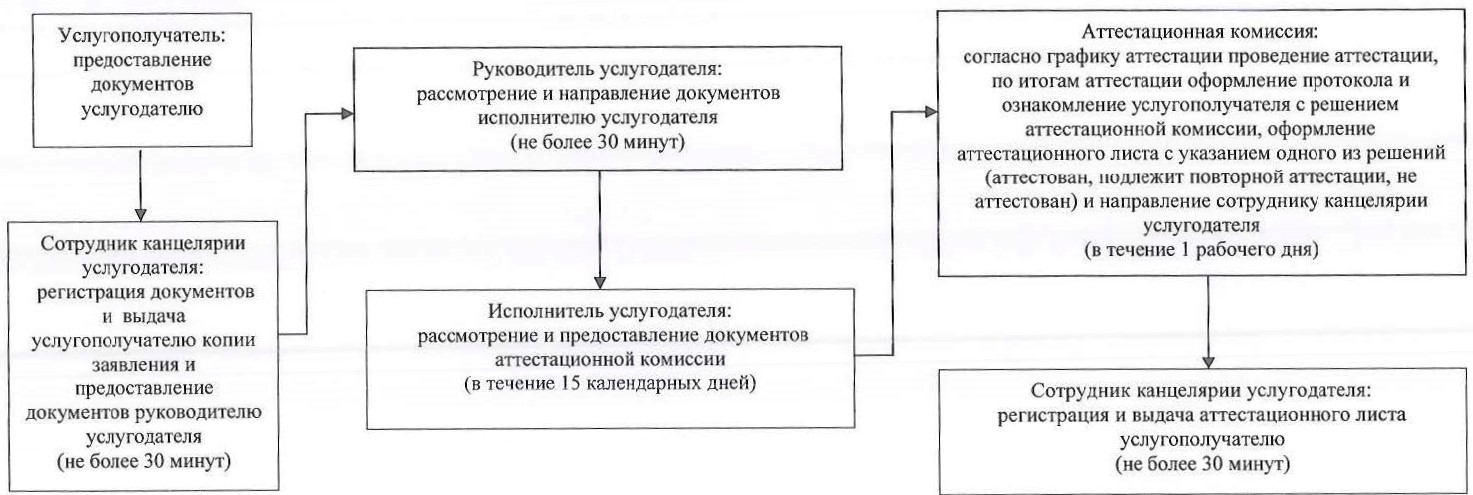 Услугополучатель:
предоставление
документов
услугодателю
Сотрудник канцелярии
услугодателя:
регистрация документов
и выдача
услугополучателю копии
заявления и
предоставление
документов руководителю
услугодателя
(не более 30 минут)
Руководитель услугодателя:
рассмотрение и направление документов
исполнителю услугодателя
(не более 30 минут)
Исполнитель услугодателя:
рассмотрение и предоставление документов
аттестационной комиссии
(в течение 15 календарных дней)
Аттестационная комиссия:
согласно графику аттестации проведение аттестации,
по итогам аттестации оформление протокола и
ознакомление услугополучателя с решением
аттестационной комиссии, оформление
аттестационного листа с указанием одного из решений
(аттестован, подлежит повторной аттестации, не
аттестован) и направление сотруднику канцелярии
услугодателя
(в течение 1 рабочего дня)
Сотрудник канцелярии услугодателя:
регистрация и выдача аттестационного листа
услугополучателю
(не более 30 минут)